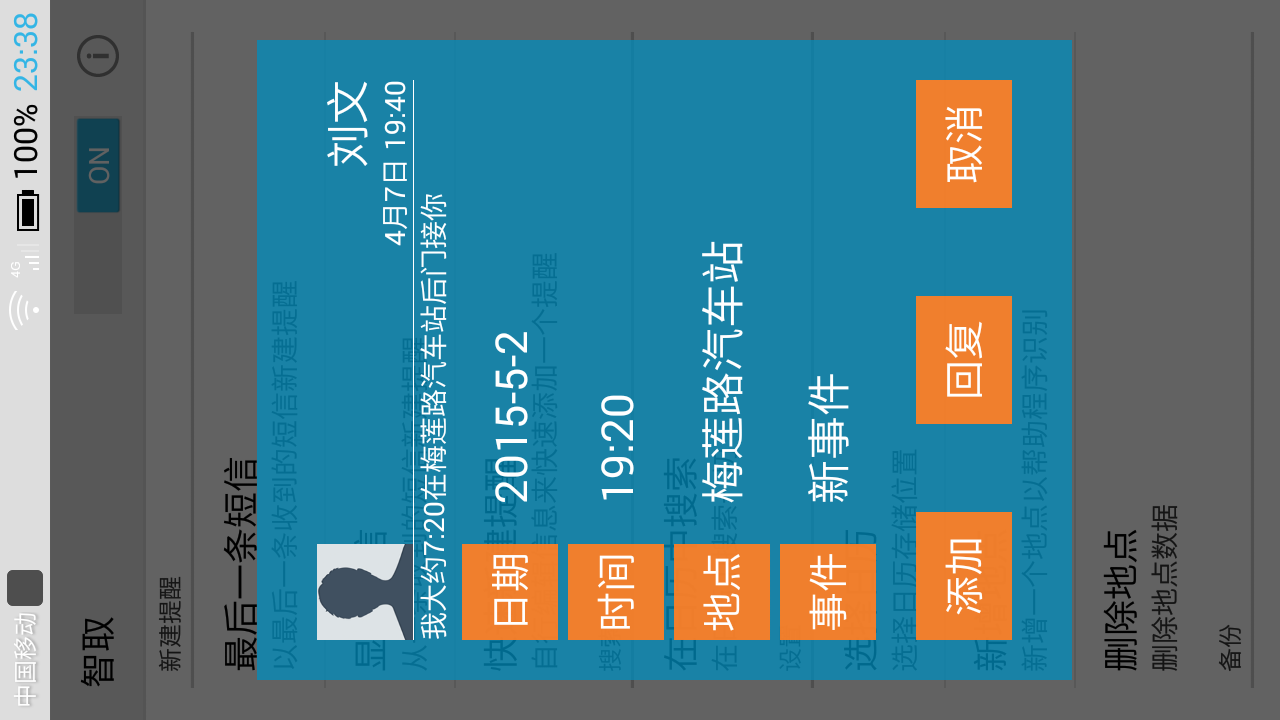 中国移动 4G 100% 23:38
智取 ON
新建提醒
最后一条短信
以最后一条收到的短信新建提醒
刘文
4月7日 19:40
我大约7:20在梅莲路汽车站后门接你
日期 2015-5-2
时间 19:20
地点 梅莲路汽车站
事件 新事件
添加 回复 取消
选择日历存储位置
新增一个地点以帮助程序识别
删除地点
删除地点数据
备份